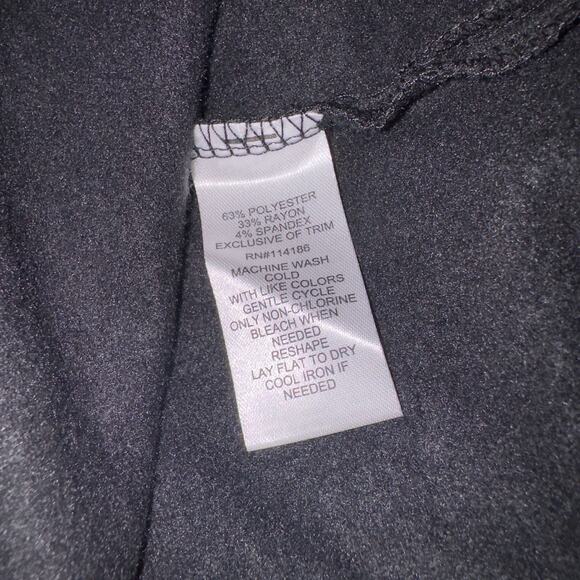 63% POLYESTER
33% RAYON
4% SPANDEX
EXCLUSIVE OF TRIM
RN#114186
MACHINE WASH
COLD
WITH LIKE COLORS
GENTLE CYCLE
ONLY NON-CHLORINE
BLEACH WHEN
NEEDED
RESHAPE
LAY FLAT TO DRY
COOL IRON IF
NEEDED